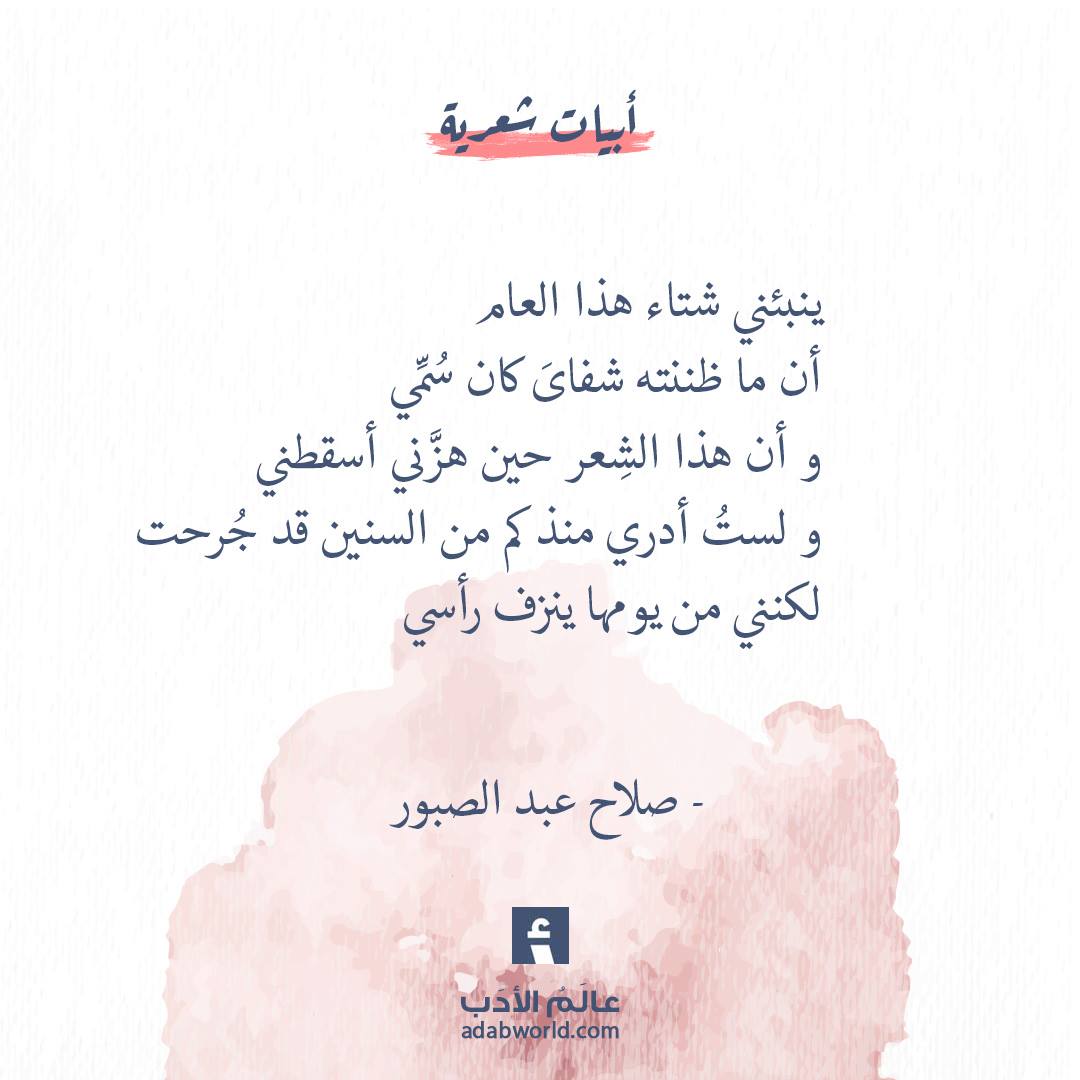 أبيات شعرية
ينبئني شتاء هذا العام
أن ما ظننته شفاىَ كان سُمِّي
و أن هذا الشِعر حين هزَّني أسقطني
و لستُ أدري منذ كم من السنين قد جُرحت
لكنني من يومها ينزف رأسي
- صلاح عبد الصبور
أ
عالَمُ الأدَب
adabworld.com